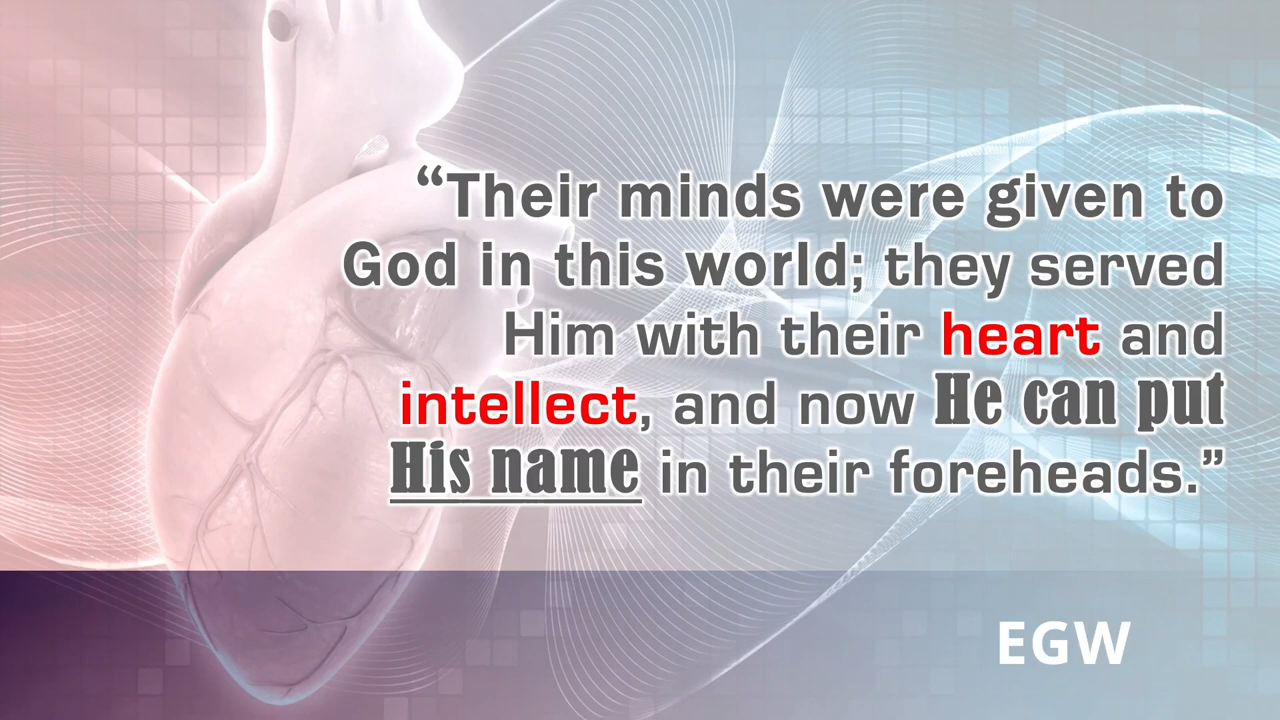 “Their minds were given to
God in this world; they served
Him with their heart and
intellect, and now He can put
His name in their foreheads.”
EGW